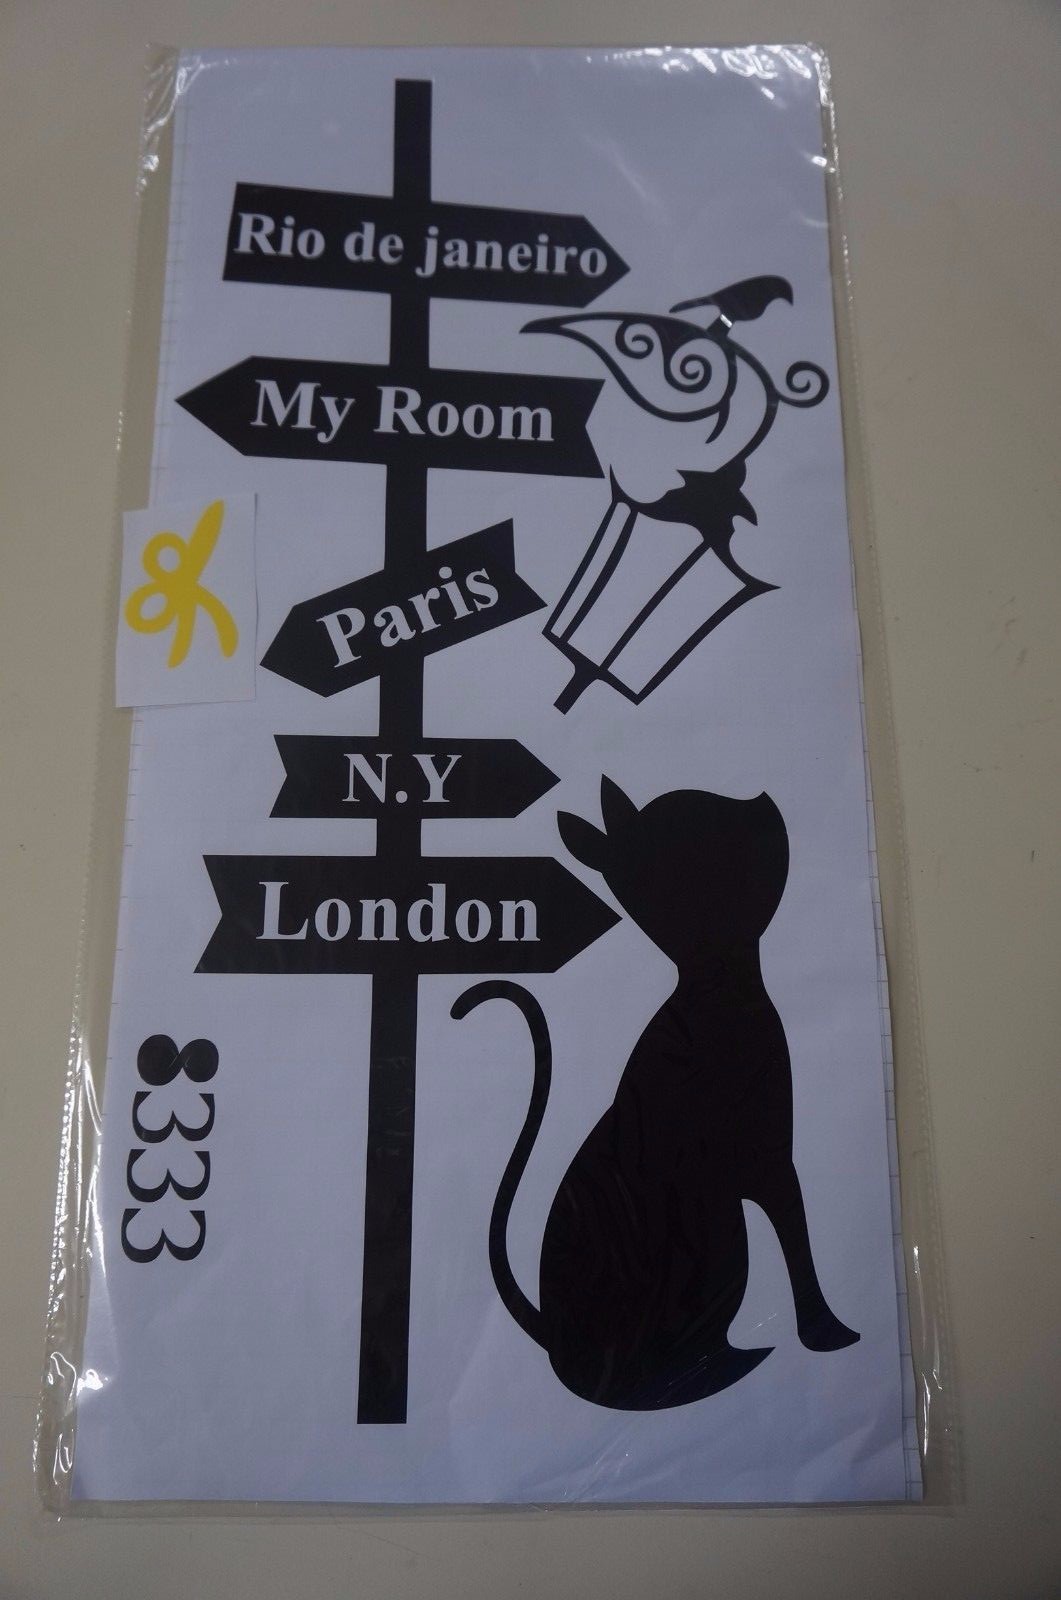 Rio de janeiro
My Room
Paris
N.Y
London
8333